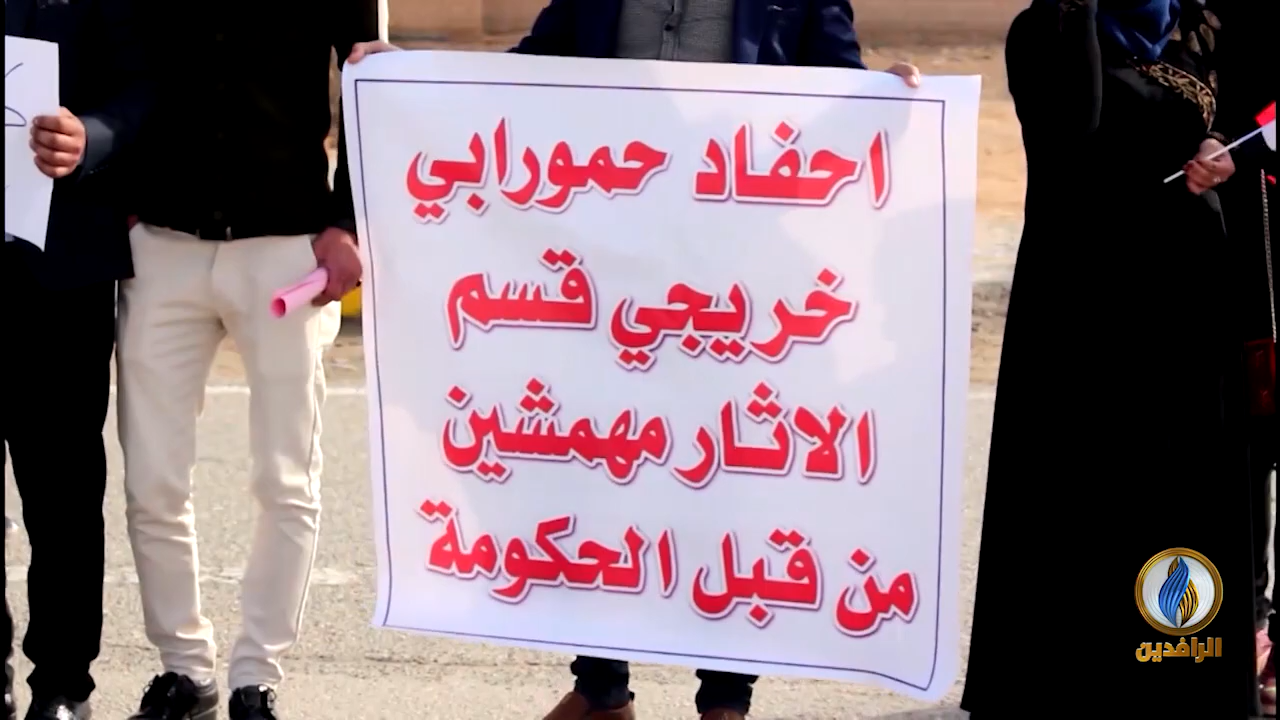 احفاد حمورابي
خريجي قسم
الاثار مهمشين
من قبل الحكومة
الرافدين